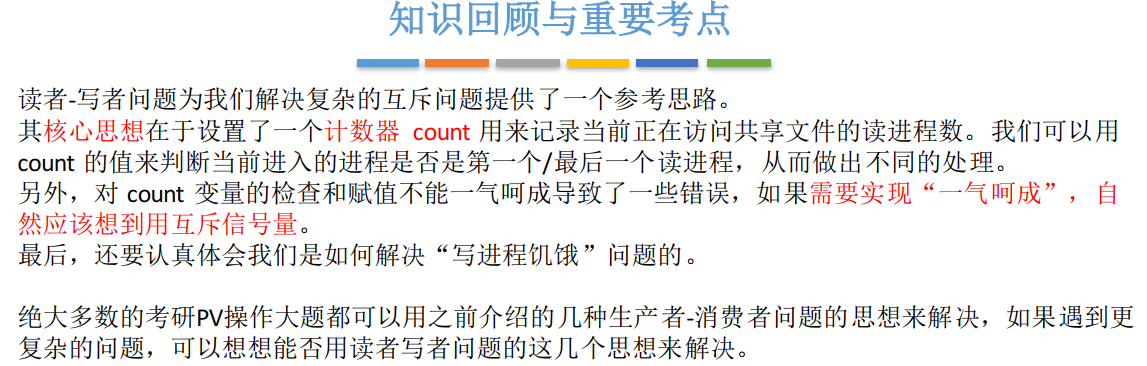 知识回顾与重要考点
读者-写者问题为我们解决复杂的互斥问题提供了一个参考思路。
其核心思想在于设置了一个计数器 count 用来记录当前正在访问共享文件的读进程数。我们可以用
count 的值来判断当前进入的进程是否是第一个/最后一个读进程，从而做出不同的处理。
另外，对 count 变量的检查和赋值不能一气呵成导致了一些错误，如果需要实现“一气呵成”，自
然应该想到用互斥信号量。
最后，还要认真体会我们是如何解决“写进程饥饿”问题的。
绝大多数的考研PV操作大题都可以用之前介绍的几种生产者-消费者问题的思想来解决，如果遇到更
复杂的问题，可以想想能否用读者写者问题的这几个思想来解决。